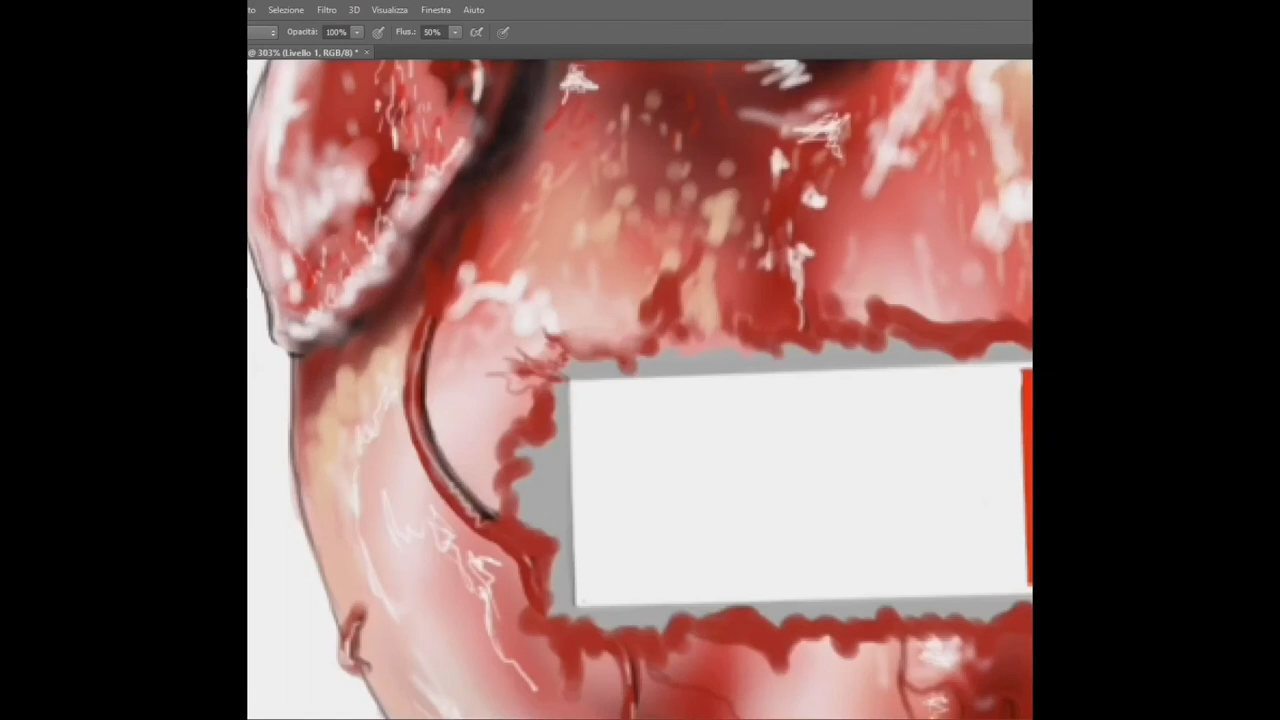 to Selezione Filtro 3D Visualizza Finestra Aiuto
Opacità: 100% Flus.: 50%
@ 303% (Livello 1, RGB/8) * ×